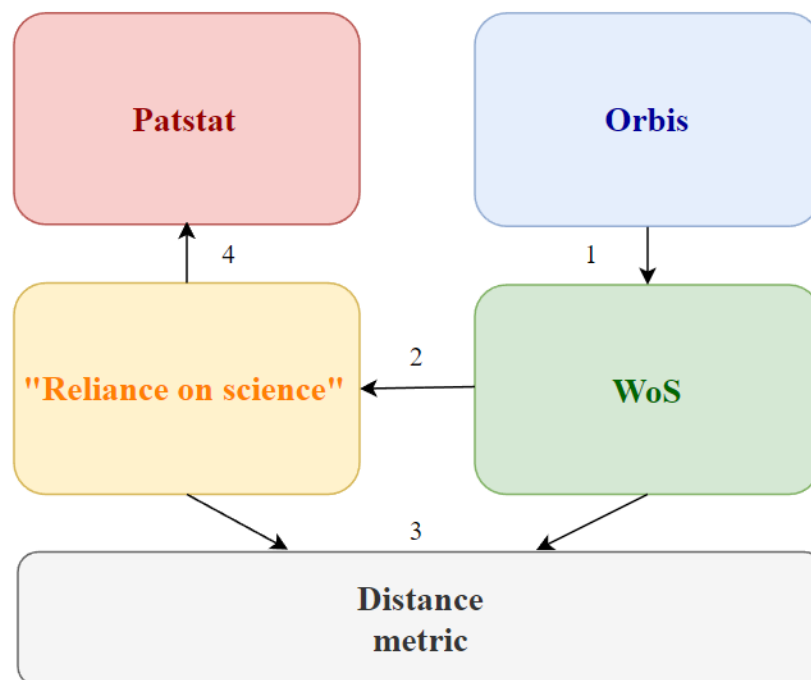 Patstat
Orbis
4
1
"Reliance on science"
2
WoS
3
Distance
metric